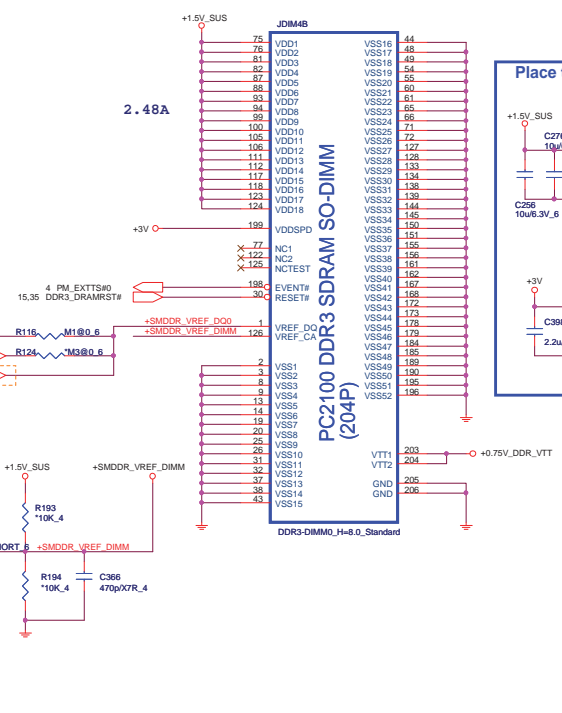 +1.5V_SUS
JDIM4B
2.48A
75 VDD1
76 VDD2
81 VDD3
82 VDD4
87 VDD5
88 VDD6
93 VDD7
94 VDD8
99 VDD9
100 VDD10
105 VDD11
106 VDD12
111 VDD13
112 VDD14
117 VDD15
118 VDD16
123 VDD17
124 VDD18
+3V 199 VDDSPD
77 NC1
122 NC2
125 NCTEST
4 PM_EXTTS#0 198 EVENT#
15,35 DDR3_DRAMRST# 30 RESET#
+SMDDR_VREF_DQ0 1 VREF_DQ
+SMDDR_VREF_DIMM 126 VREF_CA
R116 M1@0_6
R124 *M3@0_6
2 VSS1
3 VSS2
8 VSS3
9 VSS4
13 VSS5
14 VSS6
19 VSS7
20 VSS8
25 VSS9
26 VSS10
31 VSS11
32 VSS12
37 VSS13
38 VSS14
43 VSS15
PC2100 DDR3 SDRAM SO-DIMM
(204P)
VSS16 44
VSS17 48
VSS18 49
VSS19 54
VSS20 55
VSS21 60
VSS22 61
VSS23 65
VSS24 66
VSS25 71
VSS26 72
VSS27 127
VSS28 128
VSS29 133
VSS30 134
VSS31 138
VSS32 139
VSS33 144
VSS34 145
VSS35 150
VSS36 151
VSS37 155
VSS38 156
VSS39 161
VSS40 162
VSS41 167
VSS42 168
VSS43 172
VSS44 173
VSS45 178
VSS46 179
VSS47 184
VSS48 185
VSS49 189
VSS50 190
VSS51 195
VSS52 196
VTT1 203
VTT2 204
+0.75V_DDR_VTT
GND 205
GND 206
DDR3-DIMM0_H=8.0_Standard
Place
+1.5V_SUS
C276
10u/
C256
10u/6.3V_6
+3V
C398
2.2u
+1.5V_SUS
+SMDDR_VREF_DIMM
R193
*10K_4
ORT_6 +SMDDR_VREF_DIMM
R194
*10K_4
C366
470p/X7R_4